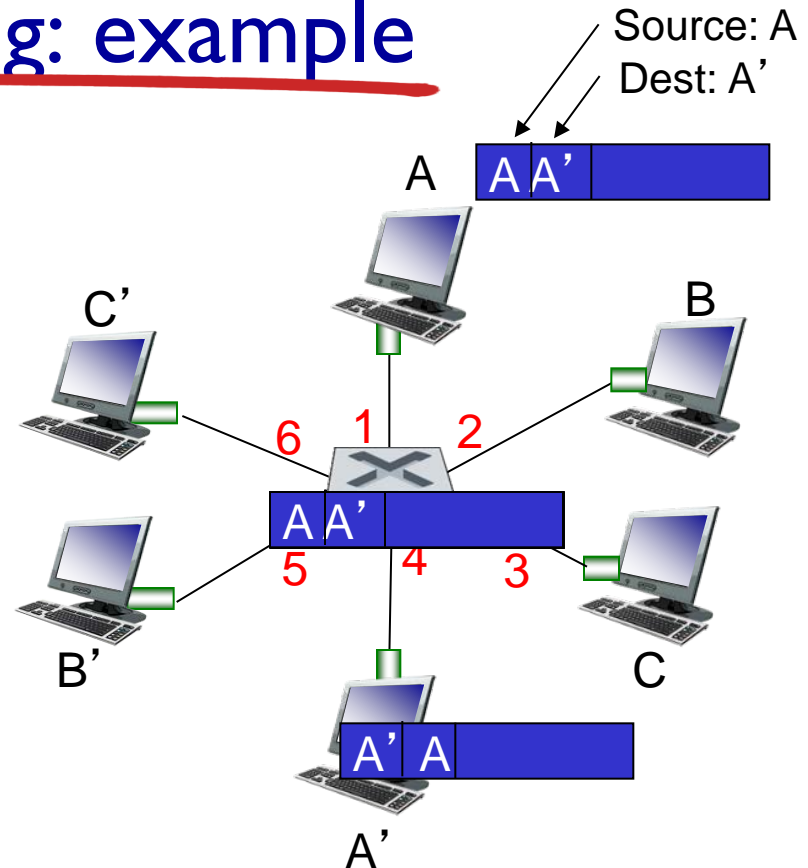 g: example
Source: A
Dest: A’
A
A A’
C’
B
6
1
2
A A’
5
4
3
B’
C
A’ A
A’